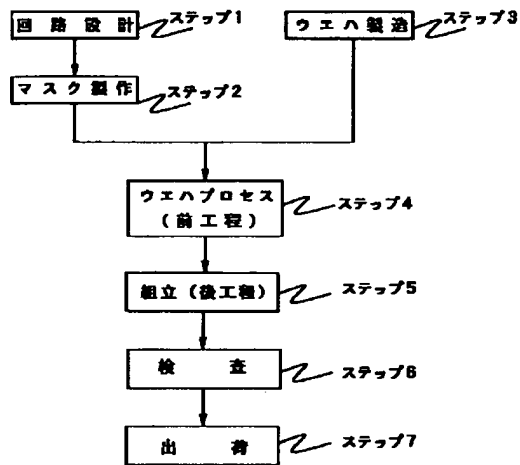 回路設計 ステップ1
ウエハ製造 ステップ3
マスク製作 ステップ2
ウエハプロセス
(前工程)
ステップ4
組立(後工程) ステップ5
検査 ステップ6
出荷 ステップ7